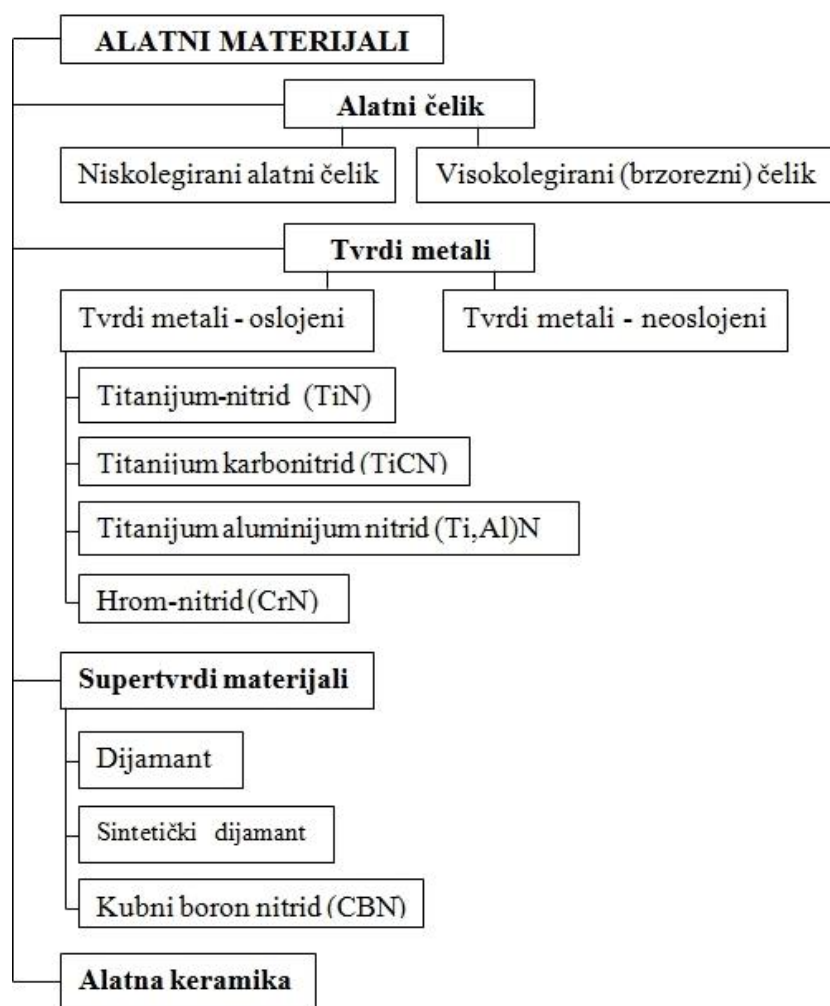 ALATNI MATERIJALI
Alatni čelik
Niskolegirani alatni čelik
Visokolegirani (brzorezni) čelik
Tvrdi metali
Tvrdi metali - oslojeni
Tvrdi metali - neoslojeni
Titanijum-nitrid (TiN)
Titanijum karbonitrid (TiCN)
Titanijum aluminijum nitrid (Ti,Al)N
Hrom-nitrid (CrN)
Supertvrdi materijali
Dijamant
Sintetički dijamant
Kubni boron nitrid (CBN)
Alatna keramika